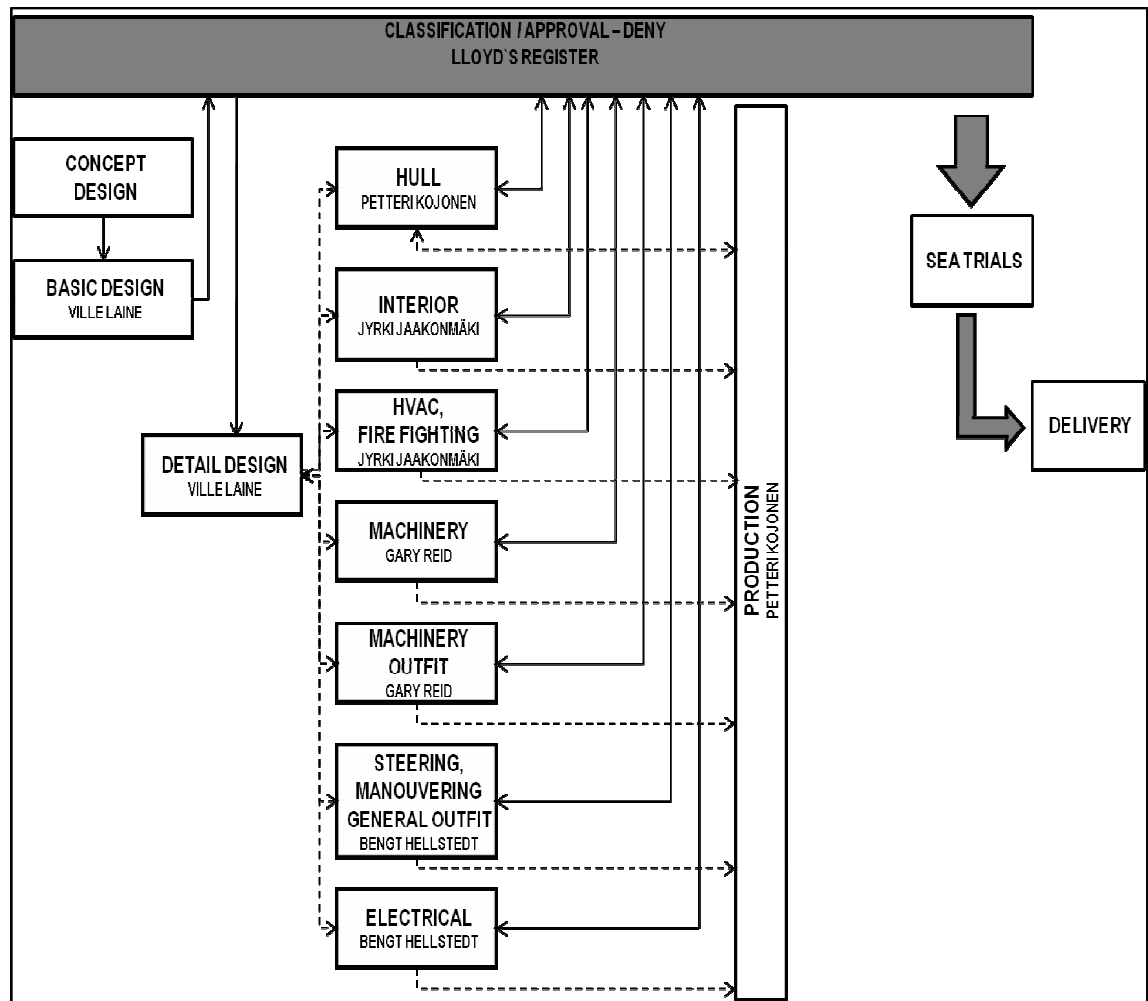 CLASSIFICATION / APPROVAL – DENY
LLOYD`S REGISTER
CONCEPT
DESIGN
BASIC DESIGN
VILLE LAINE
DETAIL DESIGN
VILLE LAINE
HULL
PETTERI KOJONEN
INTERIOR
JYRKI JAAKONMÄKI
HVAC,
FIRE FIGHTING
JYRKI JAAKONMÄKI
MACHINERY
GARY REID
MACHINERY
OUTFIT
GARY REID
STEERING,
MANOUVERING
GENERAL OUTFIT
BENGT HELLSTEDT
ELECTRICAL
BENGT HELLSTEDT
PRODUCTION
PETTERI KOJONEN
SEA TRIALS
DELIVERY